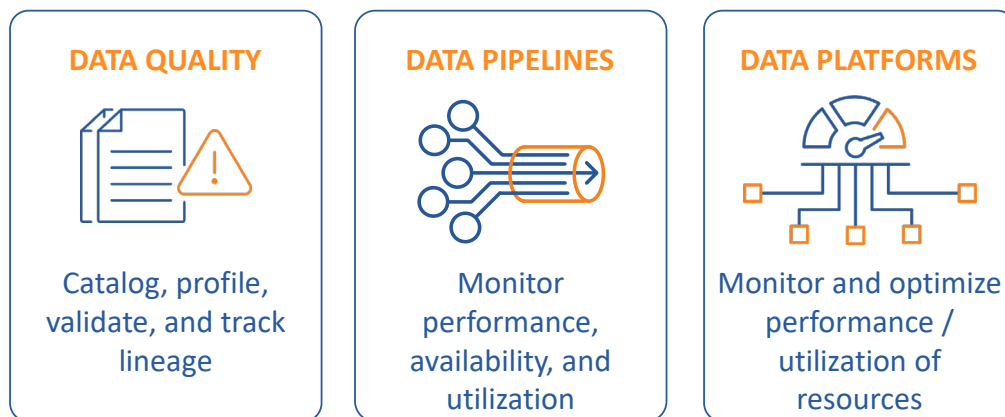 DATA QUALITY
Catalog, profile,
validate, and track
lineage
DATA PIPELINES
Monitor
performance,
availability, and
utilization
DATA PLATFORMS
Monitor and optimize
performance /
utilization of
resources